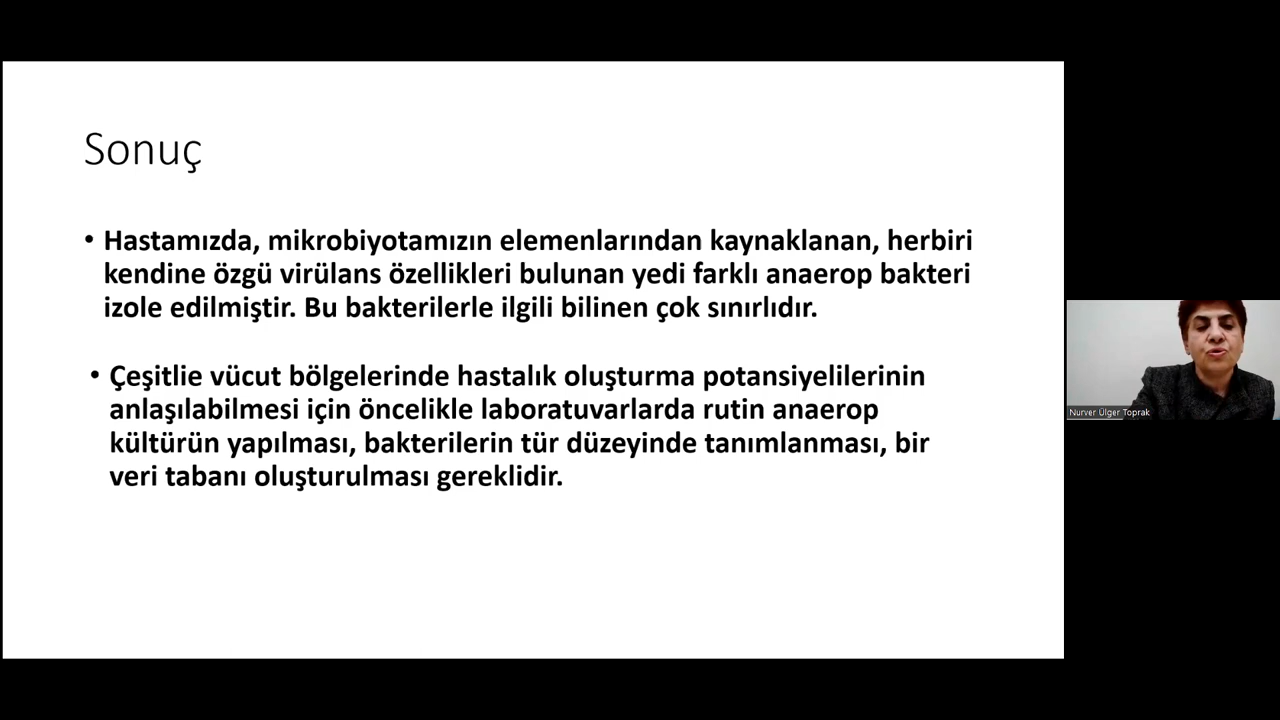 Sonuç
• Hastamızda, mikrobiyotamızın elemenlarından kaynaklanan, herbiri
kendine özgü virülans özellikleri bulunan yedi farklı anaerop bakteri
izole edilmiştir. Bu bakterilerle ilgili bilinen çok sınırlıdır.
• Çeşitlie vücut bölgelerinde hastalık oluşturma potansiyelilerinin
anlaşılabilmesi için öncelikle laboratuvarlarda rutin anaerop
kültürün yapılması, bakterilerin tür düzeyinde tanımlanması, bir
veri tabanı oluşturulması gereklidir.
Nurver Ülger Toprak